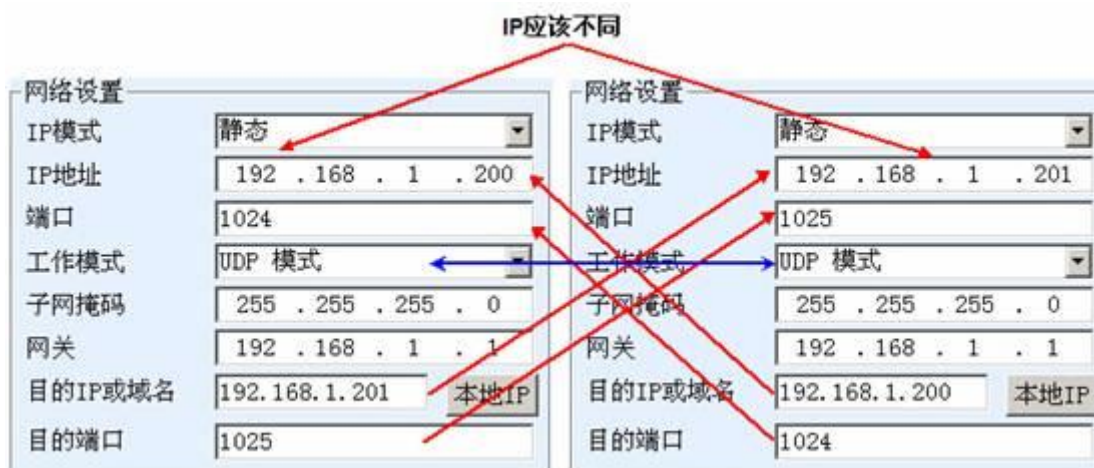 IP应该不同
网络设置
IP模式 静态
IP地址 192 .168 . 1 .200
端口 1024
工作模式 UDP 模式
子网掩码 255 .255 .255 . 0
网关 192 .168 . 1 . 1
目的IP或域名 192.168.1.201 本地IP
目的端口 1025
网络设置
IP模式 静态
IP地址 192 .168 . 1 .201
端口 1025
工作模式 UDP 模式
子网掩码 255 .255 .255 . 0
网关 192 .168 . 1 . 1
目的IP或域名 192.168.1.200 本地IP
目的端口 1024